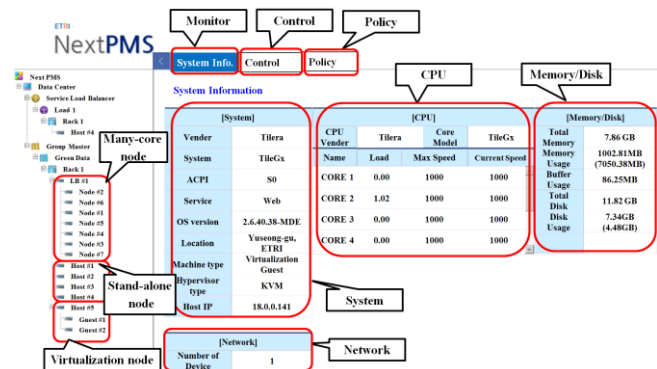 ETRI
NextPMS
Monitor
Control
Policy
System Info.
Control
Policy
CPU
Memory/Disk
System Information
Next PMS
Data Center
Service Load Balancer
Load 1
Rack 1
Host #4
Group Master
Green Data
Rack 1
LB #1
Node #2
Node #6
Node #1
Node #5
Node #4
Node #3
Node #7
Host #1
Host #2
Host #3
Host #4
Host #5
Guest #1
Guest #2
Many-core
node
Stand-alone
node
Virtualization node
[System]
Vender Tilera
System TileGx
ACPI S0
Service Web
OS version 2.6.40.38-MDE
Location Yuseong-gu, ETRI
Machine type Virtualization Guest
Hypervisor type KVM
Host IP 18.0.0.141
[CPU]
CPU Vender Tilera Core Model TileGx
Name Load Max Speed Current Speed
CORE 1 0.00 1000 1000
CORE 2 1.02 1000 1000
CORE 3 0.00 1000 1000
CORE 4 0.00 1000 1000
[Memory/Disk]
Total Memory 7.86 GB
Memory Usage 1002.81MB (7050.38MB)
Buffer Usage 86.25MB
Total Disk 11.82 GB
Disk Usage 7.34GB (4.48GB)
System
[Network]
Number of Device 1
Network